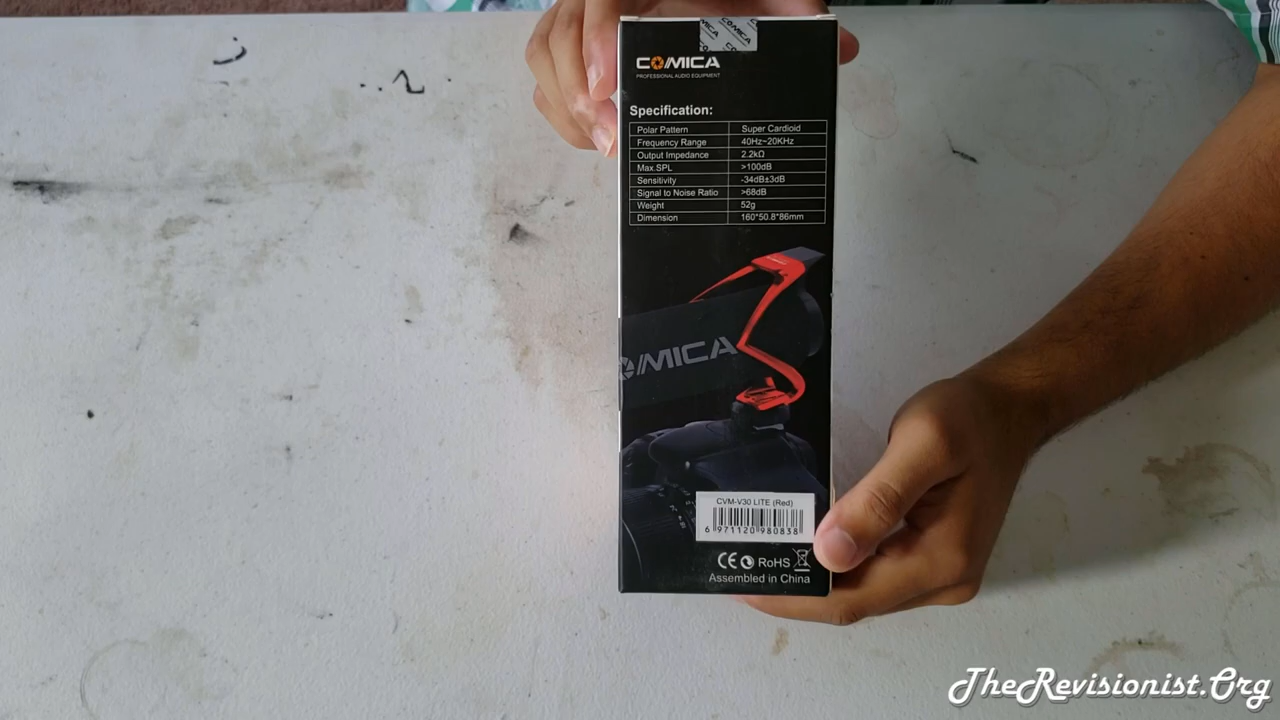 COMICA
COMICA
PROFESSIONAL AUDIO EQUIPMENT
Specification:
Polar Pattern Super Cardioid
Frequency Range 40Hz~20KHz
Output Impedance 2.2kΩ
Max.SPL >100dB
Sensitivity -34dB±3dB
Signal to Noise Ratio >68dB
Weight 52g
Dimension 160*50.8*86mm
OMICA
CVM-V30 LITE (Red)
6 971120 980838
CE RoHS
Assembled in China
TheRevisionist.Org